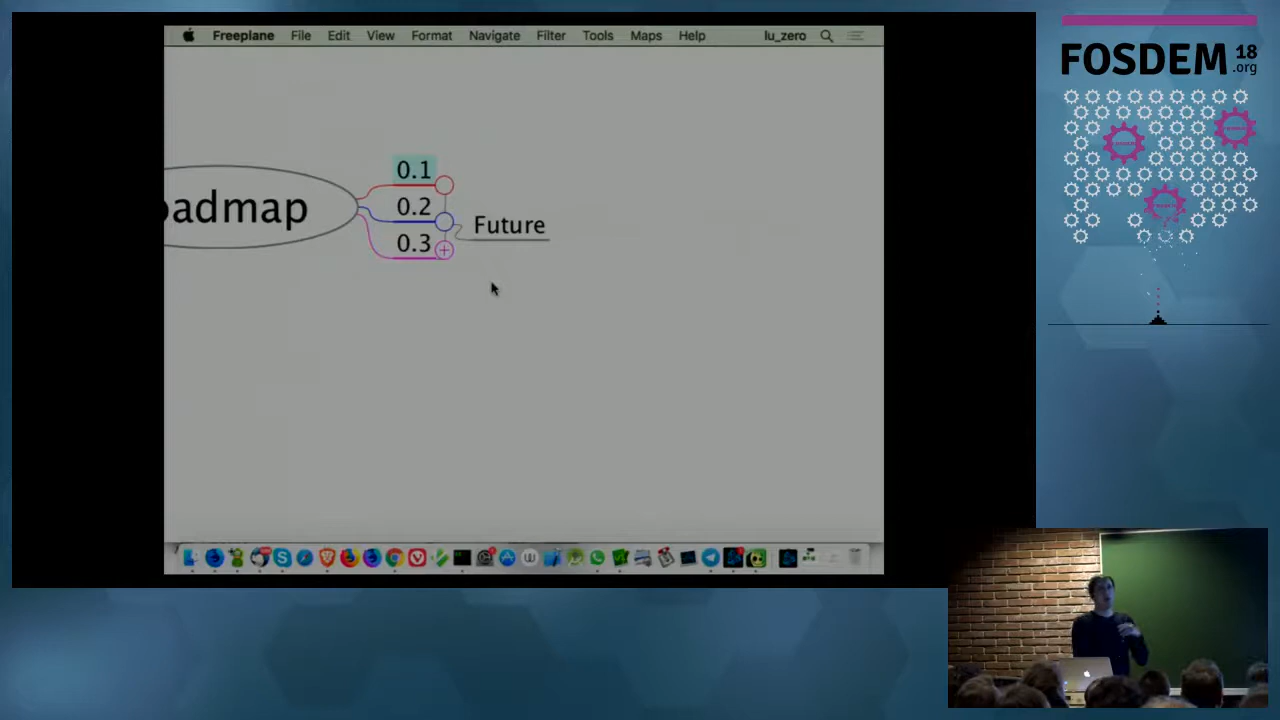 Freeplane File Edit View Format Navigate Filter Tools Maps Help lu_zero
FOSDEM 18
.org
oadmap
0.1
0.2
0.3
Future